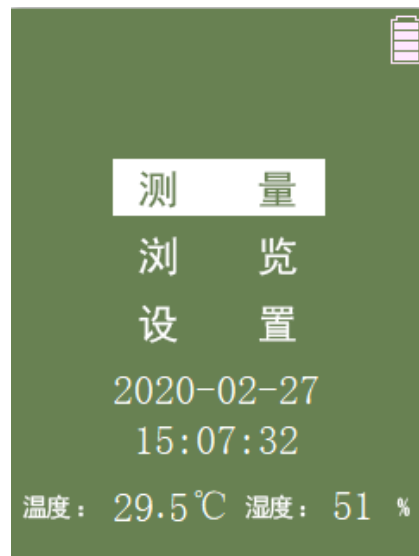 测 量
浏 览
设 置
2020-02-27
15:07:32
温度： 29.5℃ 湿度： 51 %